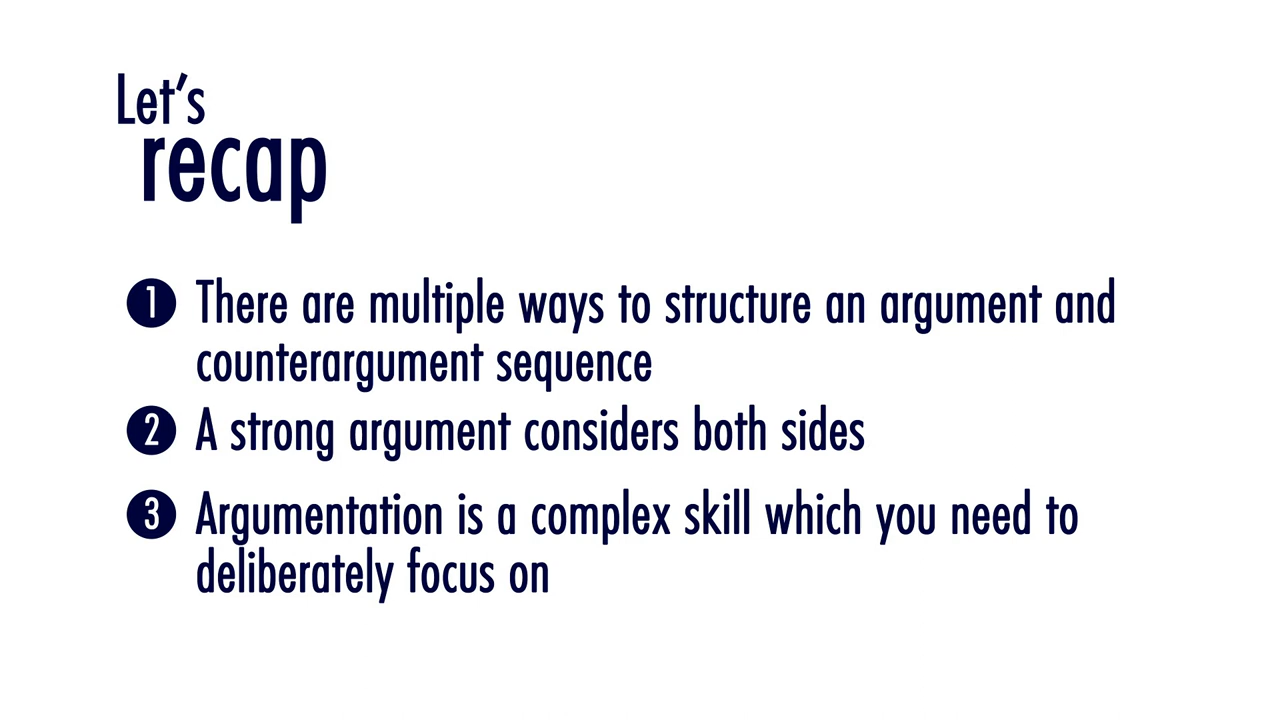 Let's
recap
1 There are multiple ways to structure an argument and
counterargument sequence
2 A strong argument considers both sides
3 Argumentation is a complex skill which you need to
deliberately focus on